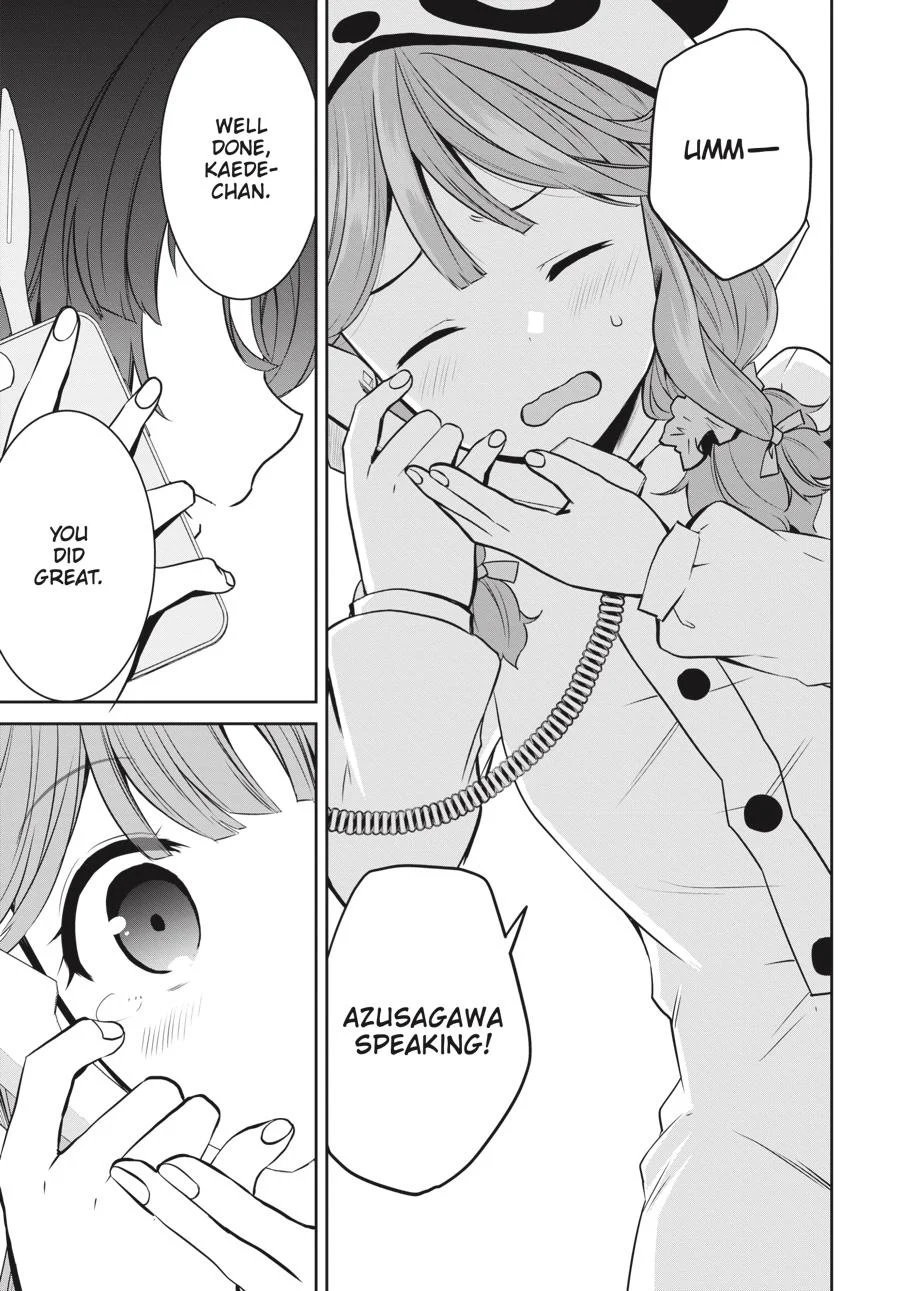 UMM—
AZUSAGAWA
SPEAKING!
WELL
DONE,
KAEDE-
CHAN.
YOU
DID
GREAT.